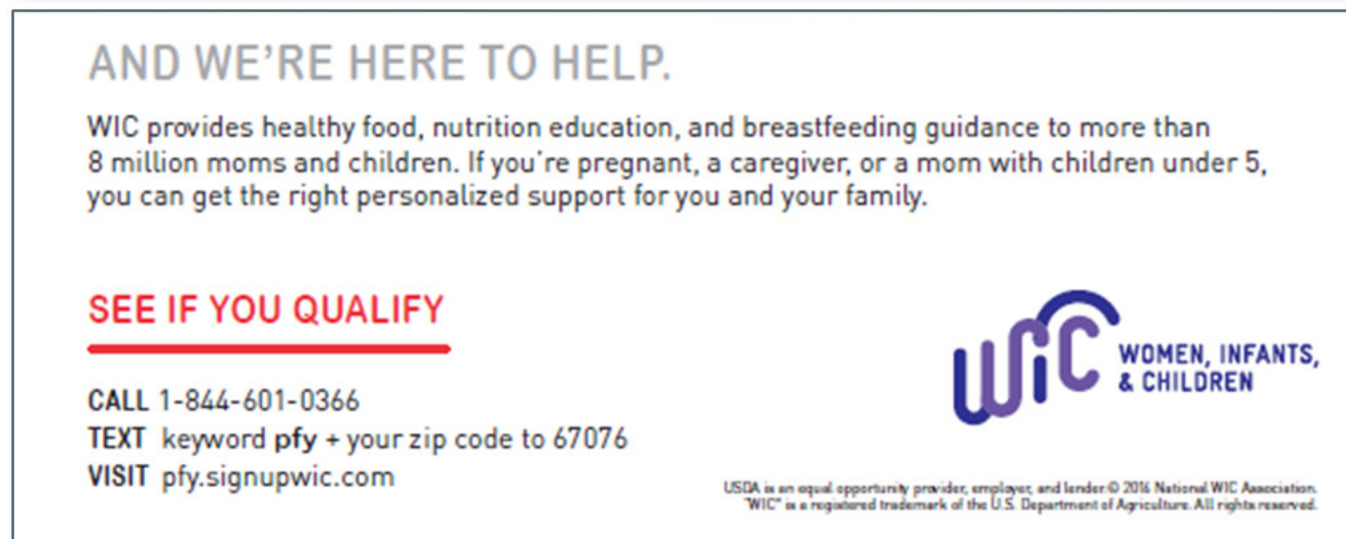 AND WE'RE HERE TO HELP.
WIC provides healthy food, nutrition education, and breastfeeding guidance to more than
8 million moms and children. If you're pregnant, a caregiver, or a mom with children under 5,
you can get the right personalized support for you and your family.
SEE IF YOU QUALIFY
CALL 1-844-601-0366
TEXT keyword pfy + your zip code to 67076
VISIT pfy.signupwic.com
WiC WOMEN, INFANTS,
& CHILDREN
USDA is an equal opportunity provider, employer, and lender. © 2016 National WIC Association.
"WIC" is a registered trademark of the U.S. Department of Agriculture. All rights reserved.